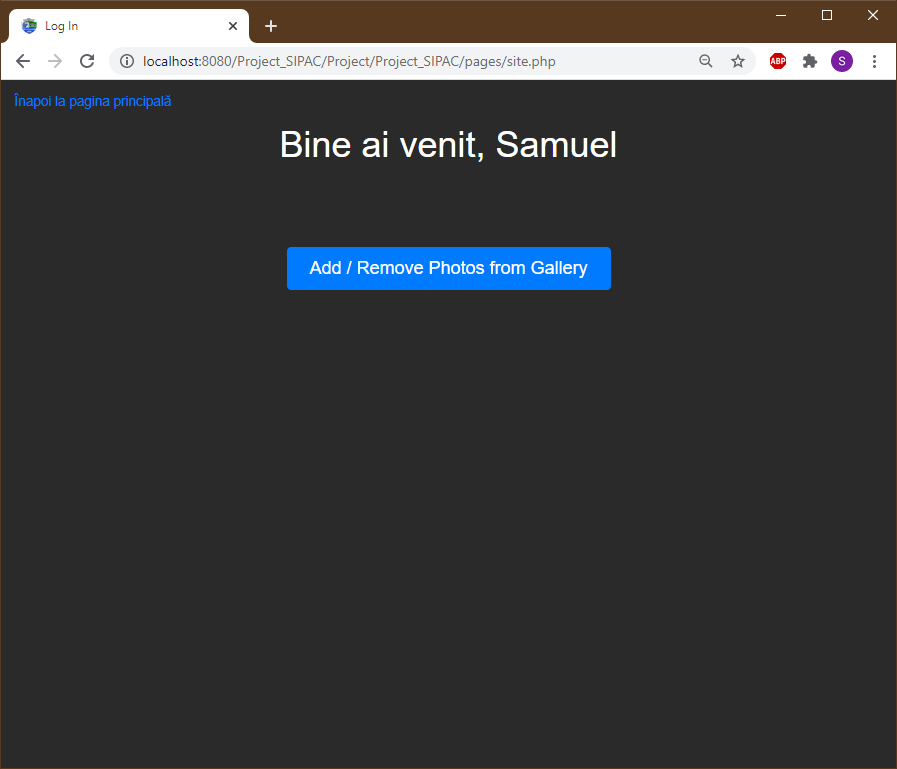 Log In
localhost:8080/Project_SIPAC/Project/Project_SIPAC/pages/site.php
ABP
S
Înapoi la pagina principală
Bine ai venit, Samuel
Add / Remove Photos from Gallery